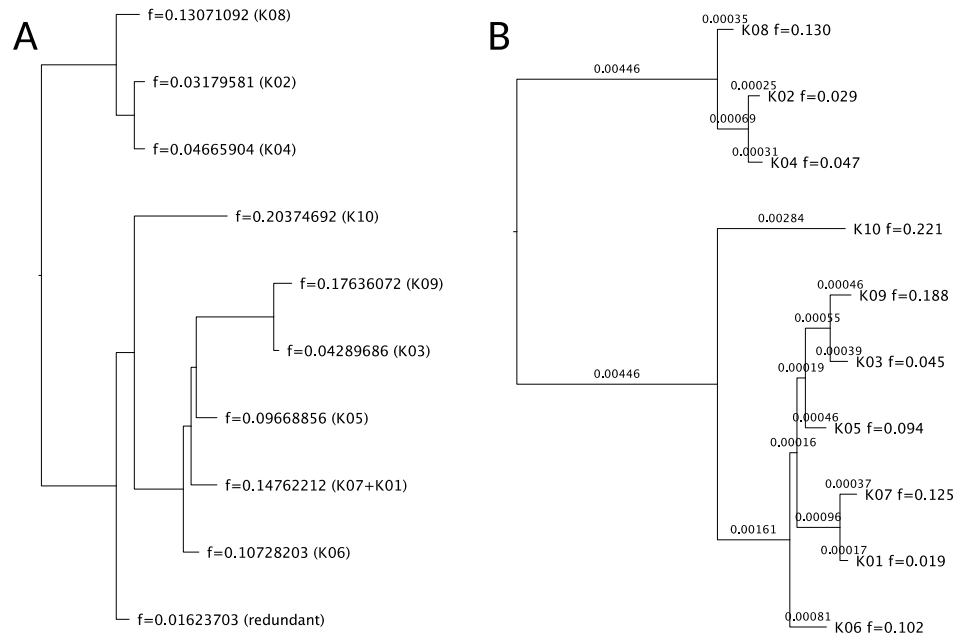 A
f=0.13071092 (K08)
f=0.03179581 (K02)
f=0.04665904 (K04)
f=0.20374692 (K10)
f=0.17636072 (K09)
f=0.04289686 (K03)
f=0.09668856 (K05)
f=0.14762212 (K07+K01)
f=0.10728203 (K06)
f=0.01623703 (redundant)
B
0.00035
K08 f=0.130
0.00446
0.00025
K02 f=0.029
0.00069
0.00031
K04 f=0.047
0.00284
K10 f=0.221
0.00046
K09 f=0.188
0.00055
0.00039
K03 f=0.045
0.00446
0.00019
0.00046
K05 f=0.094
0.00016
0.00037
K07 f=0.125
0.00096
0.00161
0.00017
K01 f=0.019
0.00081
K06 f=0.102